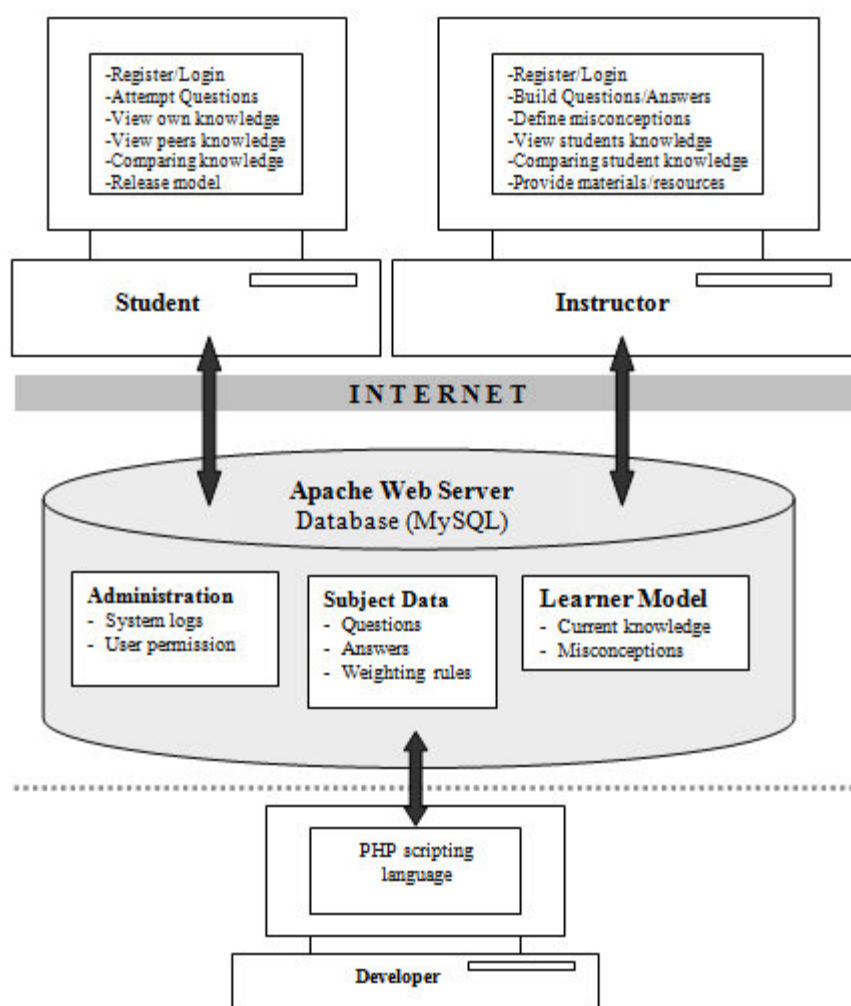 -Register/Login
-Attempt Questions
-View own knowledge
-View peers knowledge
-Comparing knowledge
-Release model
Student
-Register/Login
-Build Questions/Answers
-Define misconceptions
-View students knowledge
-Comparing student knowledge
-Provide materials/resources
Instructor
INTERNET
Apache Web Server
Database (MySQL)
Administration
- System logs
- User permission
Subject Data
- Questions
- Answers
- Weighting rules
Learner Model
- Current knowledge
- Misconceptions
PHP scripting
language
Developer